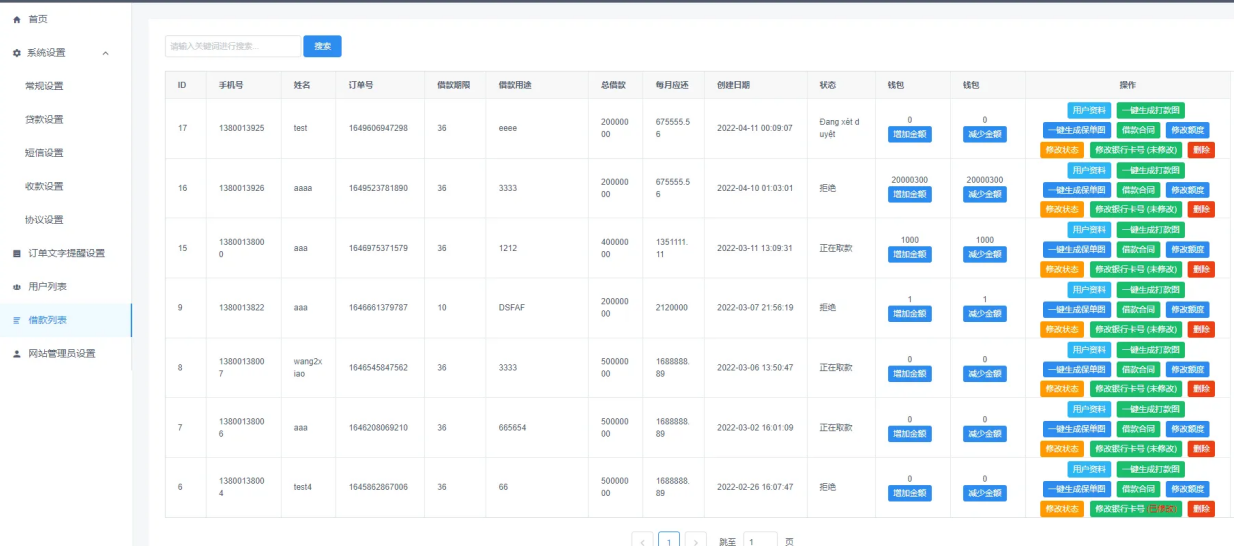 首页
系统设置
常规设置
贷款设置
短信设置
收款设置
协议设置
订单文字提醒设置
用户列表
借款列表
网站管理员设置
请输入关键词进行搜索... 搜索
ID 手机号 姓名 订单号 借款期限 借款用途 总借款 每月应还 创建日期 状态 钱包 钱包 操作
17 1380013925 test 1649606947298 36 eeee 20000000 675555.56 2022-04-11 00:09:07 Đang xét duyệt 0 增加金额 0 减少金额 用户资料 一键生成打款图 一键生成保单图 借款合同 修改额度 修改状态 修改银行卡号 (未修改) 删除
16 1380013926 aaaa 1649523781890 36 3333 20000000 675555.56 2022-04-10 01:03:01 拒绝 20000300 增加金额 20000300 减少金额 用户资料 一键生成打款图 一键生成保单图 借款合同 修改额度 修改状态 修改银行卡号 (未修改) 删除
15 13800138000 aaa 1646975371579 36 1212 40000000 1351111.11 2022-03-11 13:09:31 正在取款 1000 增加金额 1000 减少金额 用户资料 一键生成打款图 一键生成保单图 借款合同 修改额度 修改状态 修改银行卡号 (未修改) 删除
9 1380013822 aaa 1646661379787 10 DSFAF 20000000 2120000 2022-03-07 21:56:19 拒绝 1 增加金额 1 减少金额 用户资料 一键生成打款图 一键生成保单图 借款合同 修改额度 修改状态 修改银行卡号 (未修改) 删除
8 13800138007 wang2xiao 1646545847562 36 3333 50000000 1688888.89 2022-03-06 13:50:47 正在取款 0 增加金额 0 减少金额 用户资料 一键生成打款图 一键生成保单图 借款合同 修改额度 修改状态 修改银行卡号 (未修改) 删除
7 13800138006 aaa 1646208069210 36 665654 50000000 1688888.89 2022-03-02 16:01:09 正在取款 0 增加金额 0 减少金额 用户资料 一键生成打款图 一键生成保单图 借款合同 修改额度 修改状态 修改银行卡号 (未修改) 删除
6 13800138004 test4 1645862867006 36 66 50000000 1688888.89 2022-02-26 16:07:47 拒绝 0 增加金额 0 减少金额 用户资料 一键生成打款图 一键生成保单图 借款合同 修改额度 修改状态 修改银行卡号 (已修改) 删除
1 跳至 1 页